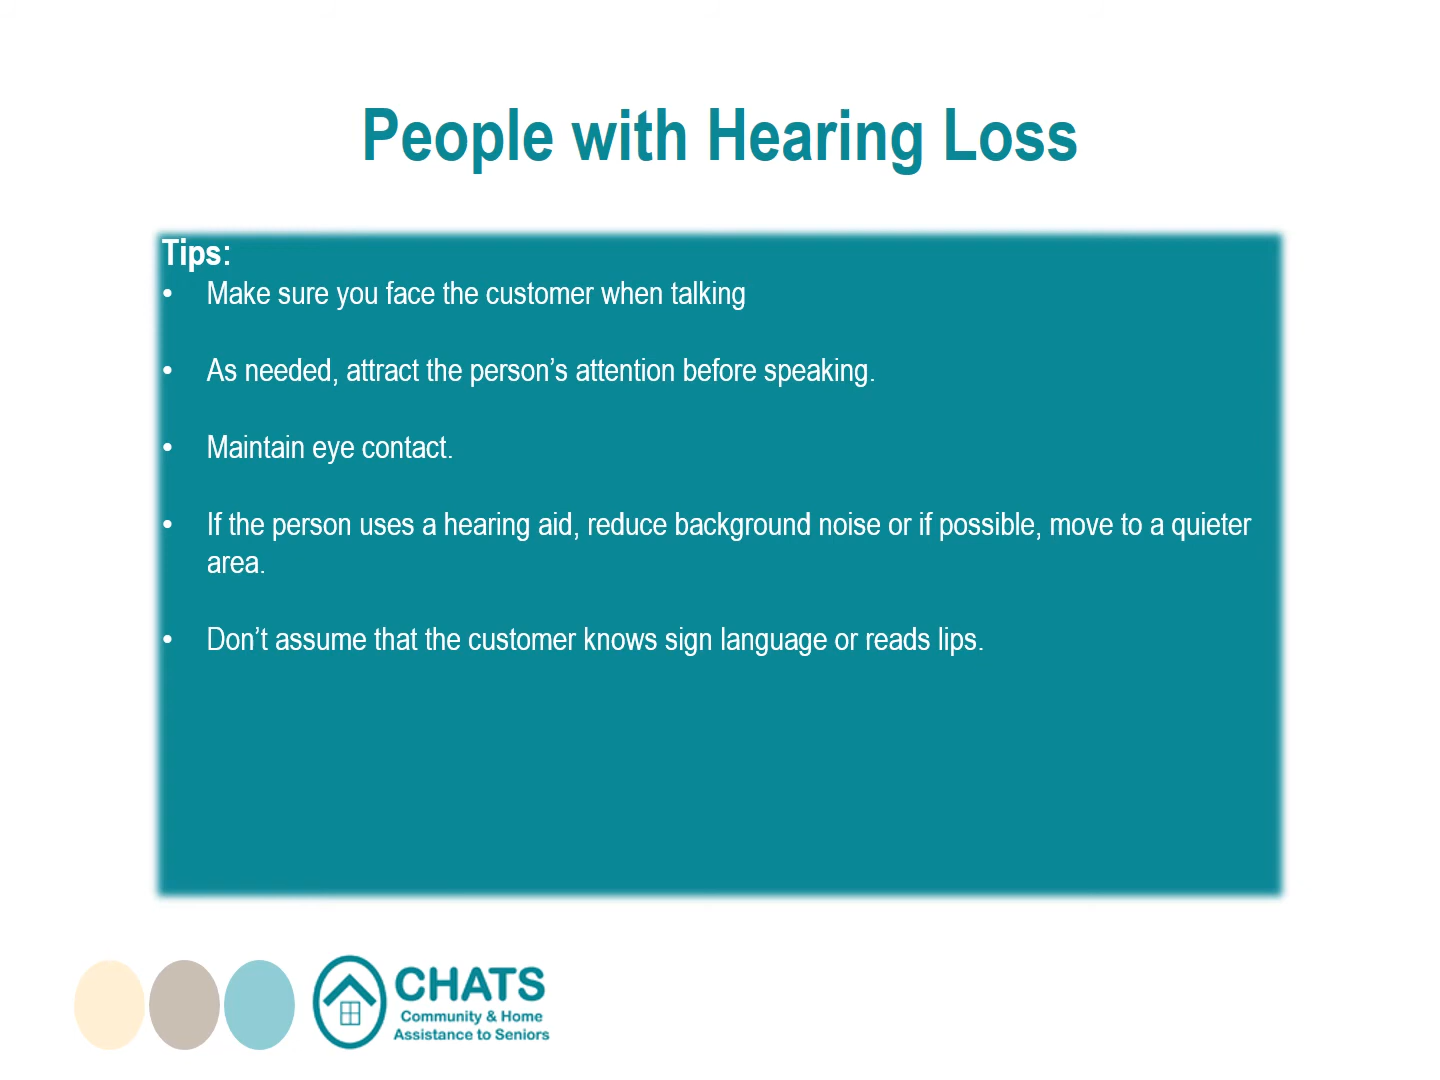 People with Hearing Loss
Tips:
• Make sure you face the customer when talking
• As needed, attract the person’s attention before speaking.
• Maintain eye contact.
• If the person uses a hearing aid, reduce background noise or if possible, move to a quieter
area.
• Don’t assume that the customer knows sign language or reads lips.
CHATS
Community & Home
Assistance to Seniors